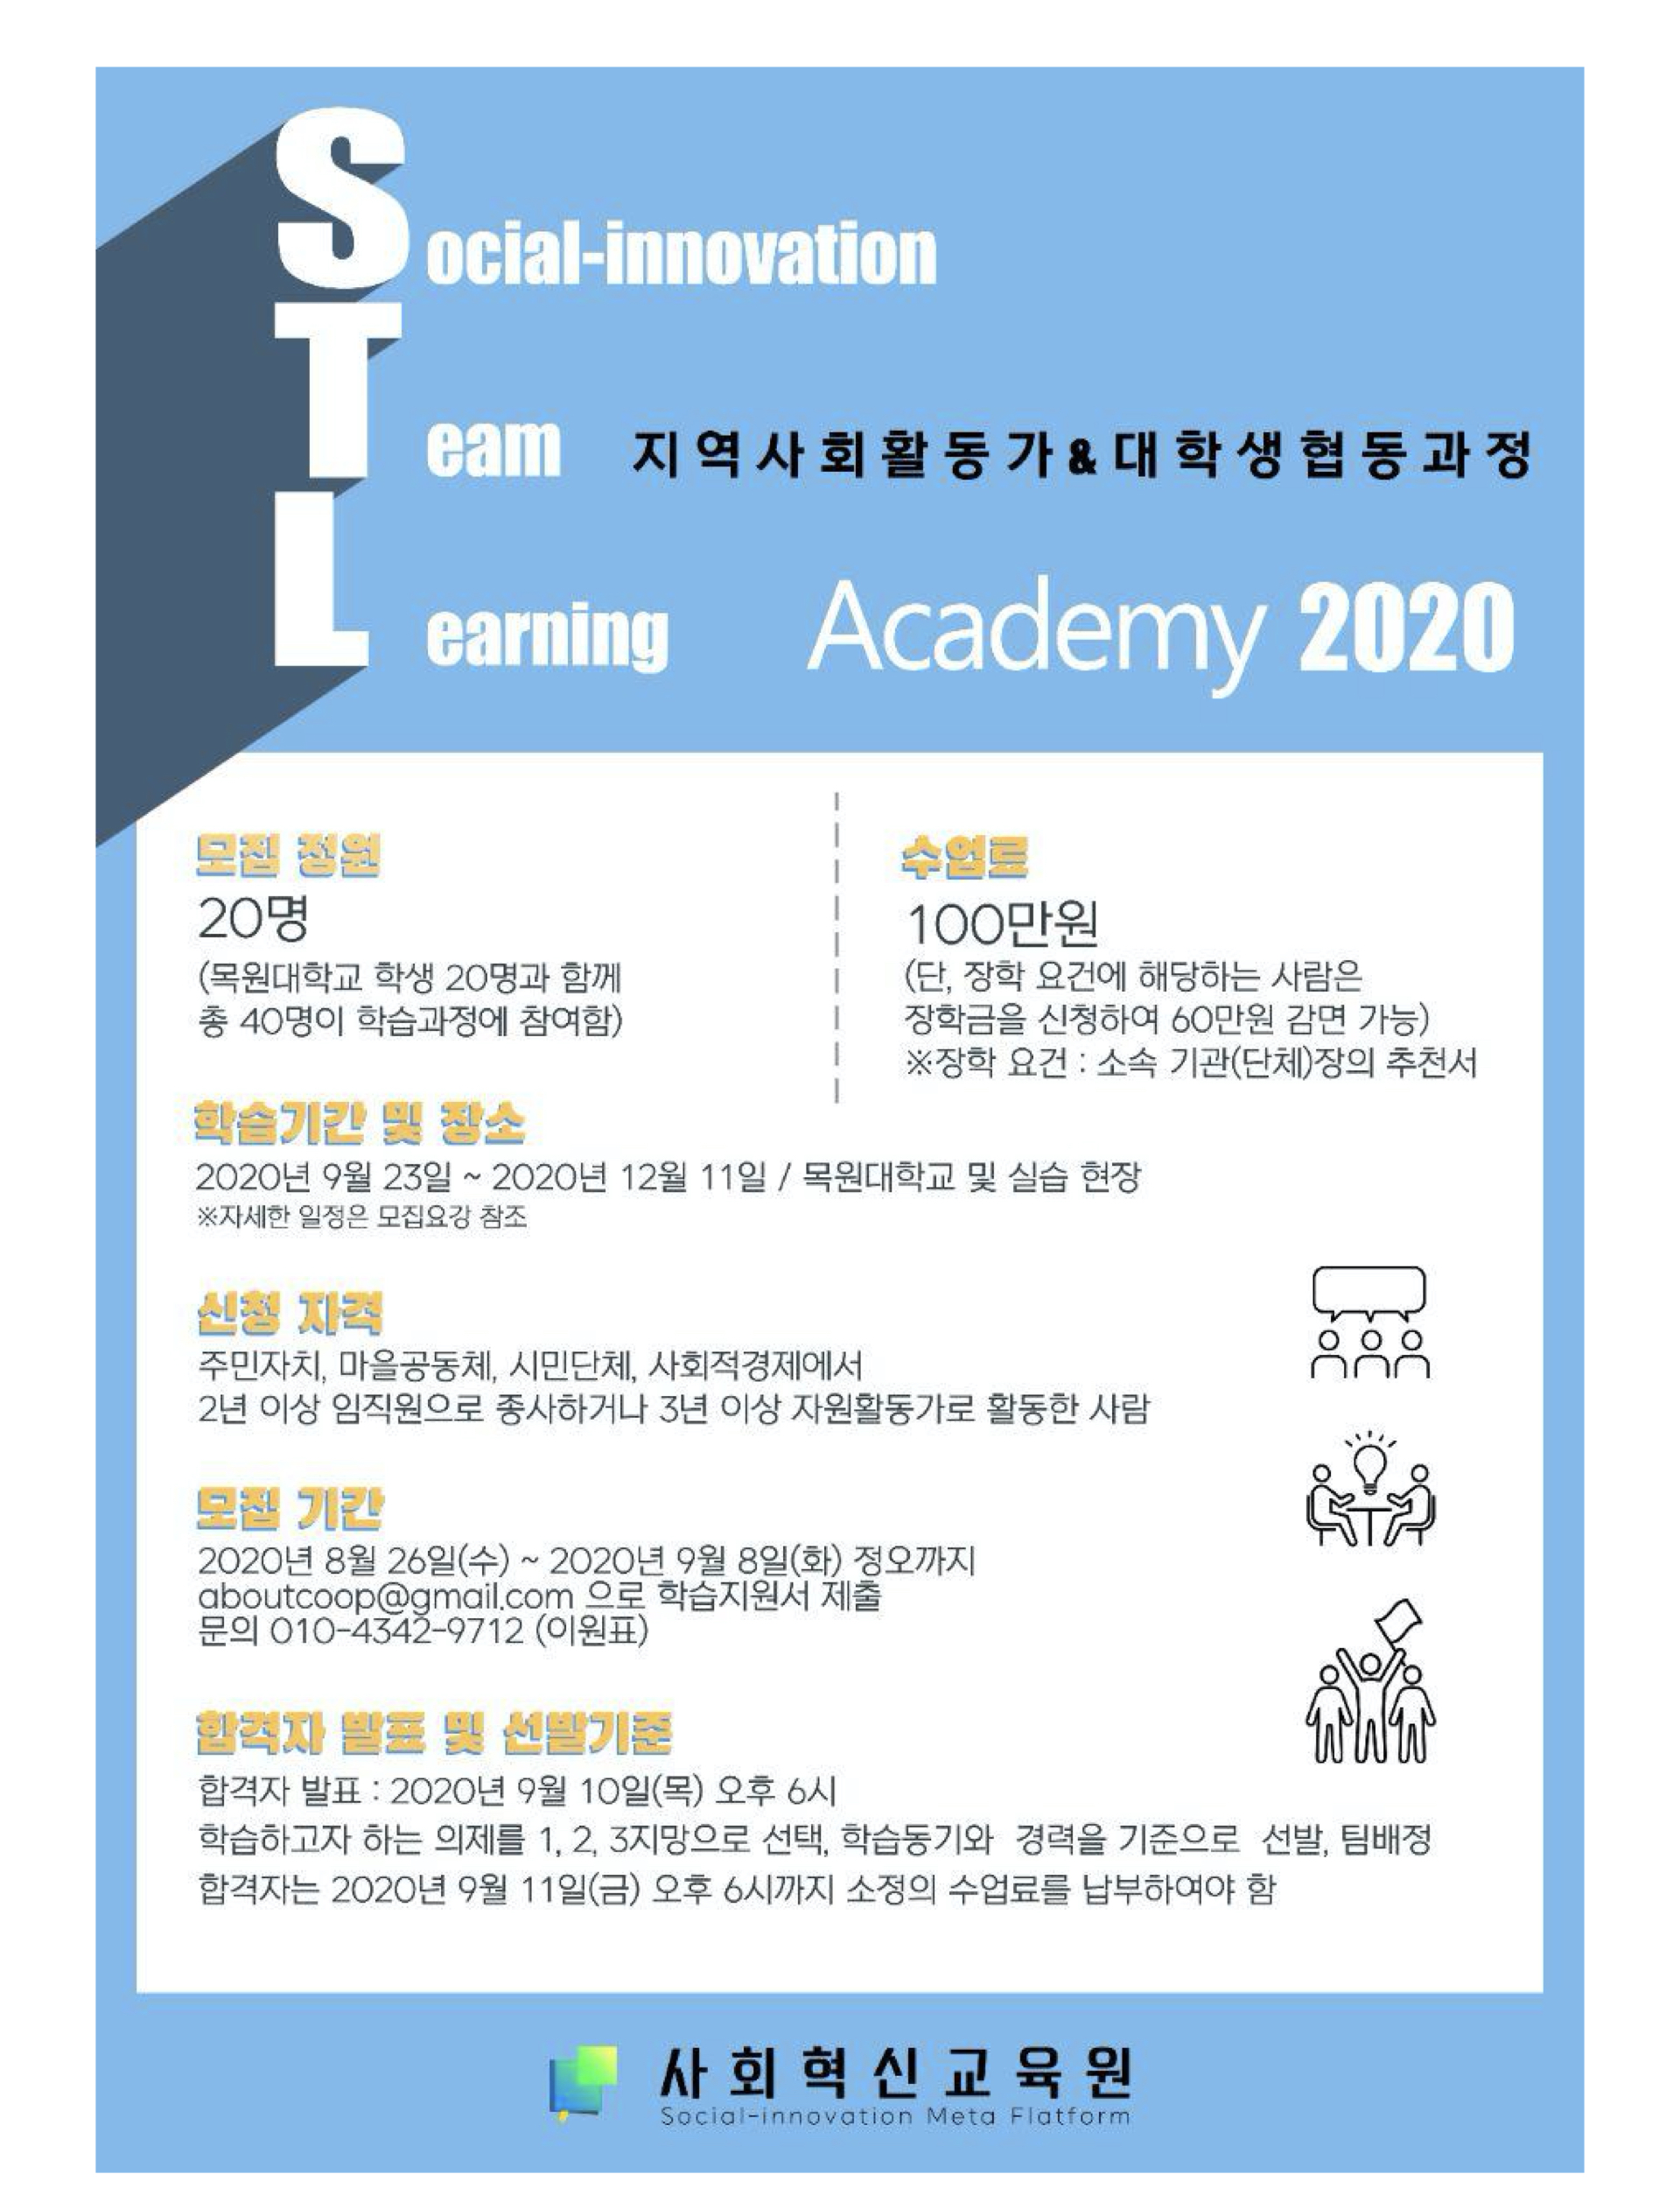 Social-innovation
Team 지역사회활동가&대학생협동과정
Learning Academy 2020
모집 정원
20명
(목원대학교 학생 20명과 함께
총 40명이 학습과정에 참여함)
수업료
100만원
(단, 장학 요건에 해당하는 사람은
장학금을 신청하여 60만원 감면 가능)
※장학 요건 : 소속 기관(단체)장의 추천서
학습기간 및 장소
2020년 9월 23일 ~ 2020년 12월 11일 / 목원대학교 및 실습 현장
※자세한 일정은 모집요강 참조
신청 자격
주민자치, 마을공동체, 시민단체, 사회적경제에서
2년 이상 임직원으로 종사하거나 3년 이상 자원활동가로 활동한 사람
모집 기간
2020년 8월 26일(수) ~ 2020년 9월 8일(화) 정오까지
aboutcoop@gmail.com 으로 학습지원서 제출
문의 010-4342-9712 (이원표)
합격자 발표 및 선발기준
합격자 발표 : 2020년 9월 10일(목) 오후 6시
학습하고자 하는 의제를 1, 2, 3지망으로 선택, 학습동기와 경력을 기준으로 선발, 팀배정
합격자는 2020년 9월 11일(금) 오후 6시까지 소정의 수업료를 납부하여야 함
사회혁신교육원
Social-innovation Meta Flatform